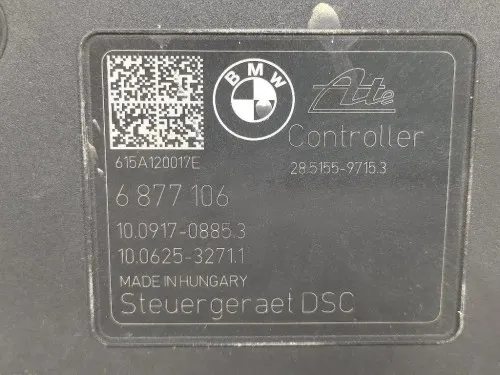 BMW
Ate
Controller
615A120017E
28.5155-9715.3
6 877 106
10.0917-0885.3
10.0625-3271.1
MADE IN HUNGARY
Steuergeraet DSC